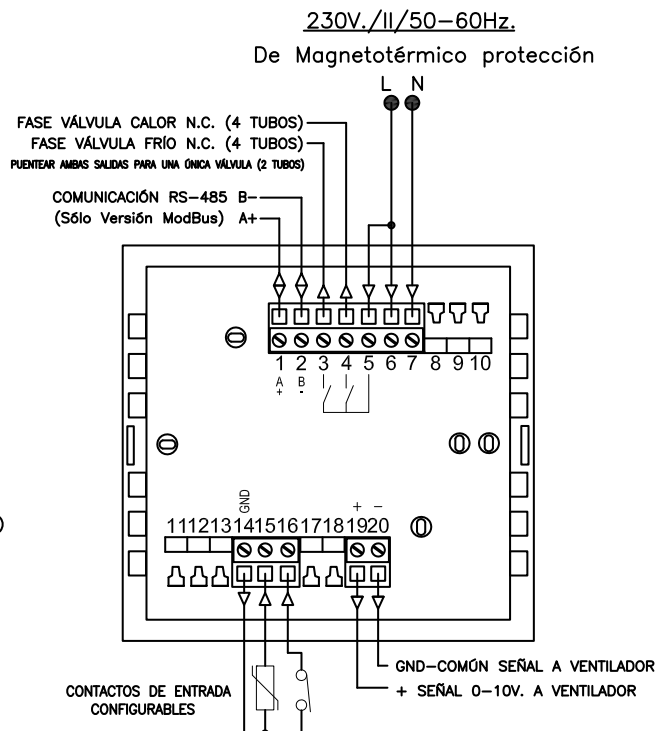 230V./II/50-60Hz.
De Magnetotérmico protección
L N
FASE VÁLVULA CALOR N.C. (4 TUBOS)
FASE VÁLVULA FRÍO N.C. (4 TUBOS)
PUENTEAR AMBAS SALIDAS PARA UNA ÚNICA VÁLVULA (2 TUBOS)
COMUNICACIÓN RS-485 B-
(Sólo Versión ModBus) A+
1 2 3 4 5 6 7 8 9 10
A B
+ -
GND + -
11 12 13 14 15 16 17 18 19 20
GND-COMÚN SEÑAL A VENTILADOR
+ SEÑAL 0-10V. A VENTILADOR
CONTACTOS DE ENTRADA
CONFIGURABLES